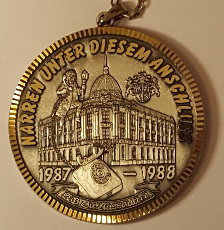 NARREN UNTER DIESEM ANSCHLUSS
1987 – 1988